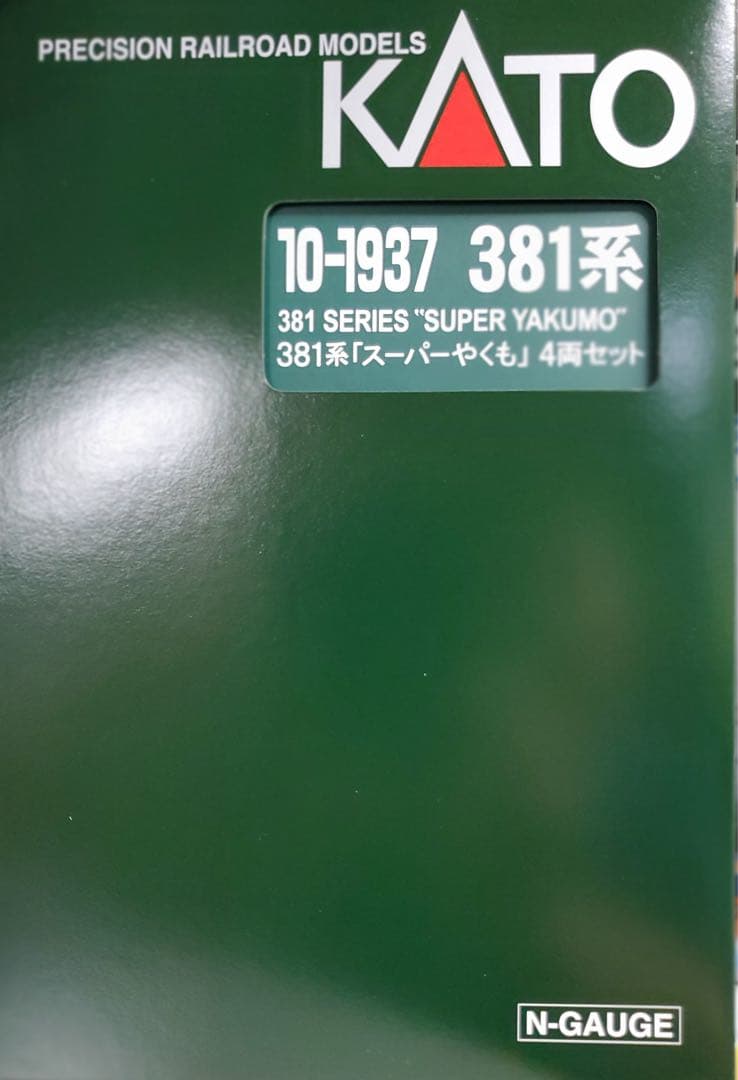 PRECISION RAILROAD MODELS
KATO
10-1937 381系
381 SERIES "SUPER YAKUMO"
381系「スーパーやくも」 4両セット
N-GAUGE